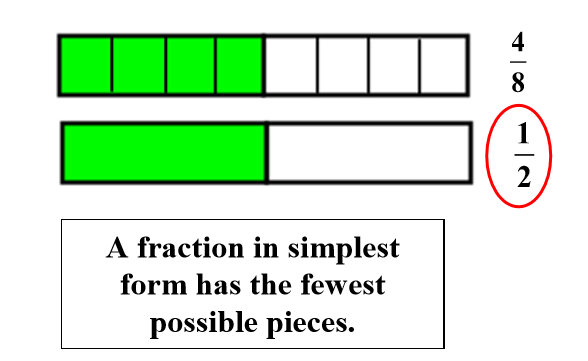 4
8
1
2
A fraction in simplest
form has the fewest
possible pieces.